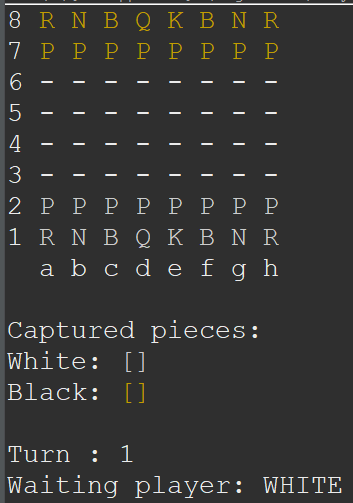 8 R N B Q K B N R
7 P P P P P P P P
6 - - - - - - - -
5 - - - - - - - -
4 - - - - - - - -
3 - - - - - - - -
2 P P P P P P P P
1 R N B Q K B N R
a b c d e f g h
Captured pieces:
White: []
Black: []
Turn : 1
Waiting player: WHITE